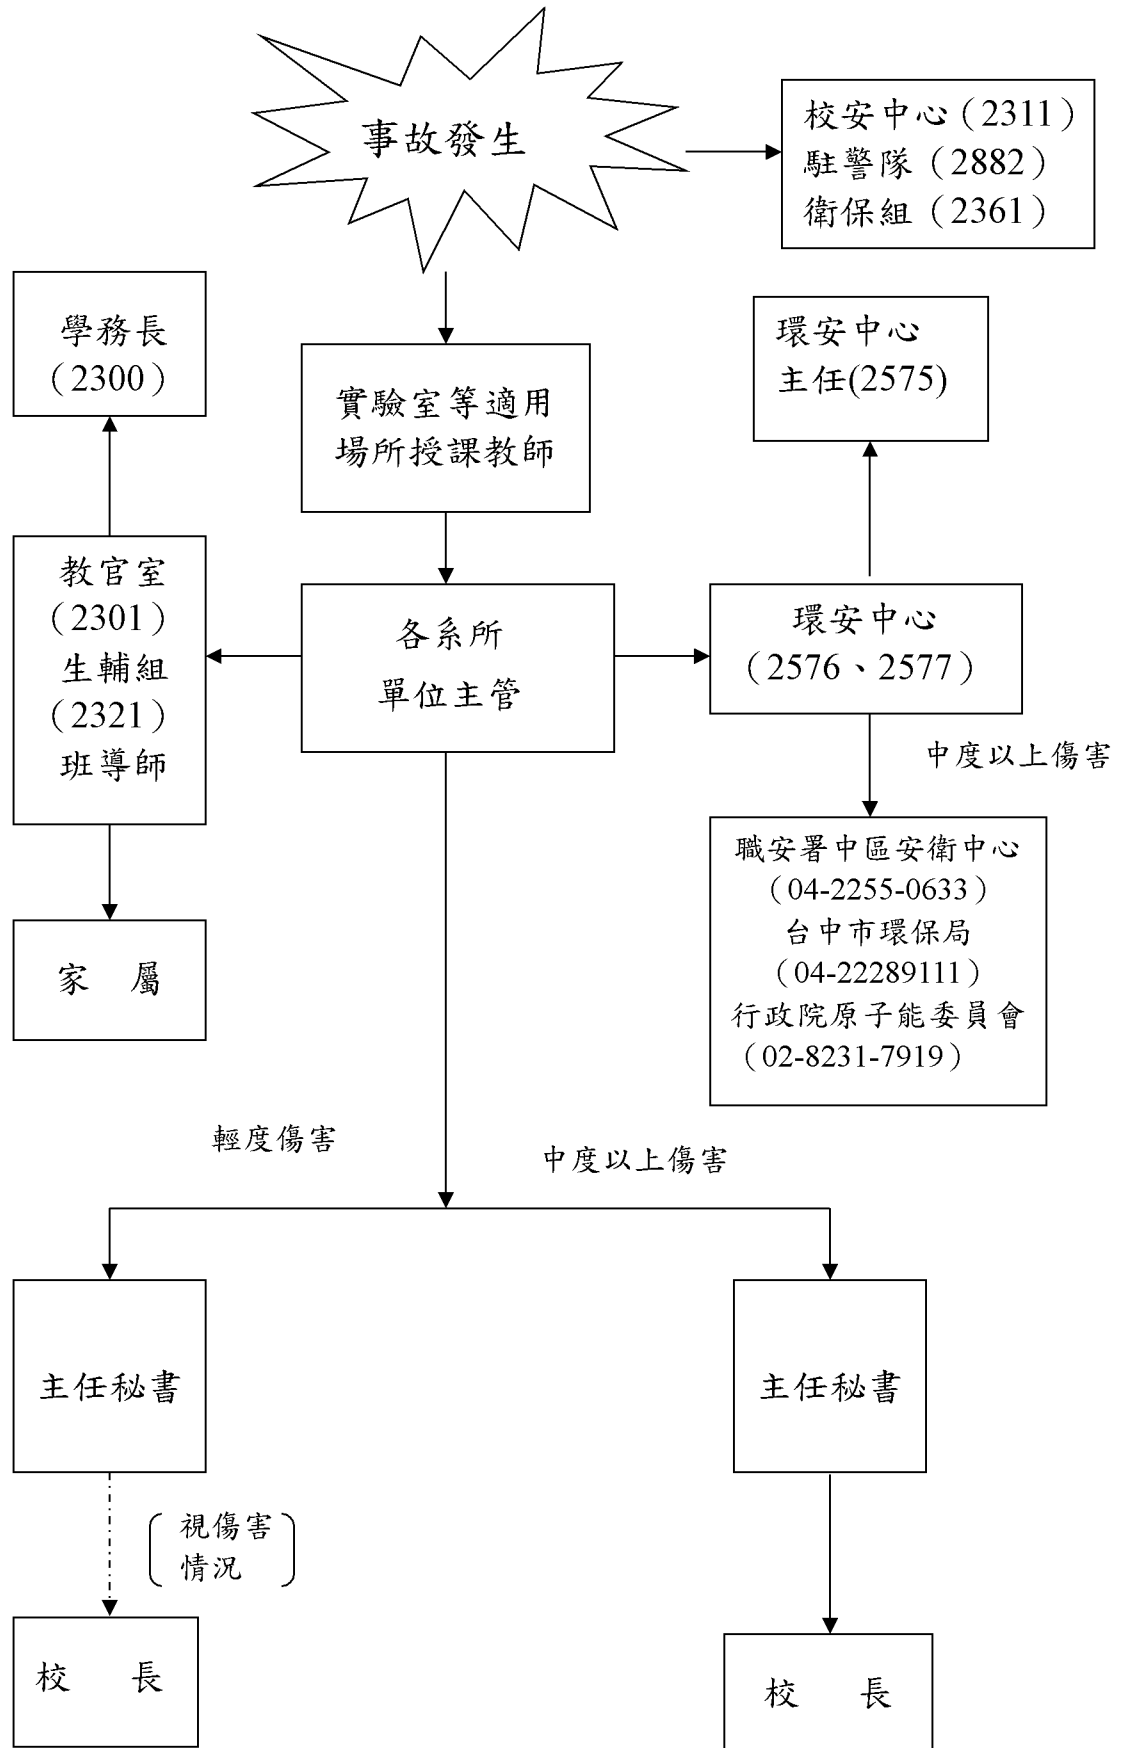 事故發生
校安中心（2311）
駐警隊（2882）
衛保組（2361）
學務長
（2300）
實驗室等適用
場所授課教師
環安中心
主任(2575)
教官室
（2301）
生輔組
（2321）
班導師
各系所
單位主管
環安中心
（2576、2577）
中度以上傷害
職安署中區安衛中心
（04-2255-0633）
台中市環保局
（04-22289111）
行政院原子能委員會
（02-8231-7919）
家　屬
輕度傷害
中度以上傷害
主任秘書
主任秘書
視傷害
情況
校　長
校　長